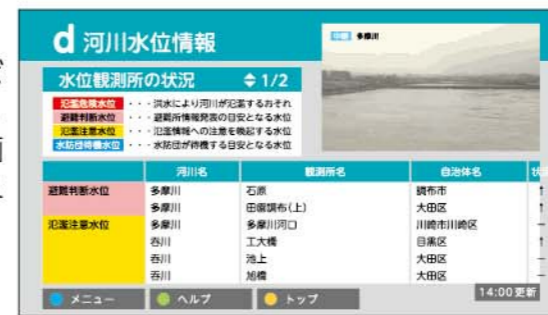 d 河川水位情報
中継 多摩川
水位観測所の状況 1/2
氾濫危険水位 ・・・洪水により河川が氾濫するおそれ
避難判断水位 ・・・避難所情報発表の目安となる水位
氾濫注意水位 ・・・氾濫情報への注意を喚起する水位
水防団待機水位 ・・・水防団が待機する目安となる水位
河川名 観測所名 自治体名
避難判断水位 多摩川 石原 調布市 ↑
多摩川 田園調布(上) 大田区 ↑
氾濫注意水位 多摩川 多摩川河口 川崎市川崎区 −
呑川 工大橋 目黒区 ↑
呑川 池上 大田区 −
呑川 旭橋 大田区 −
14:00更新
メニュー ヘルプ トップ